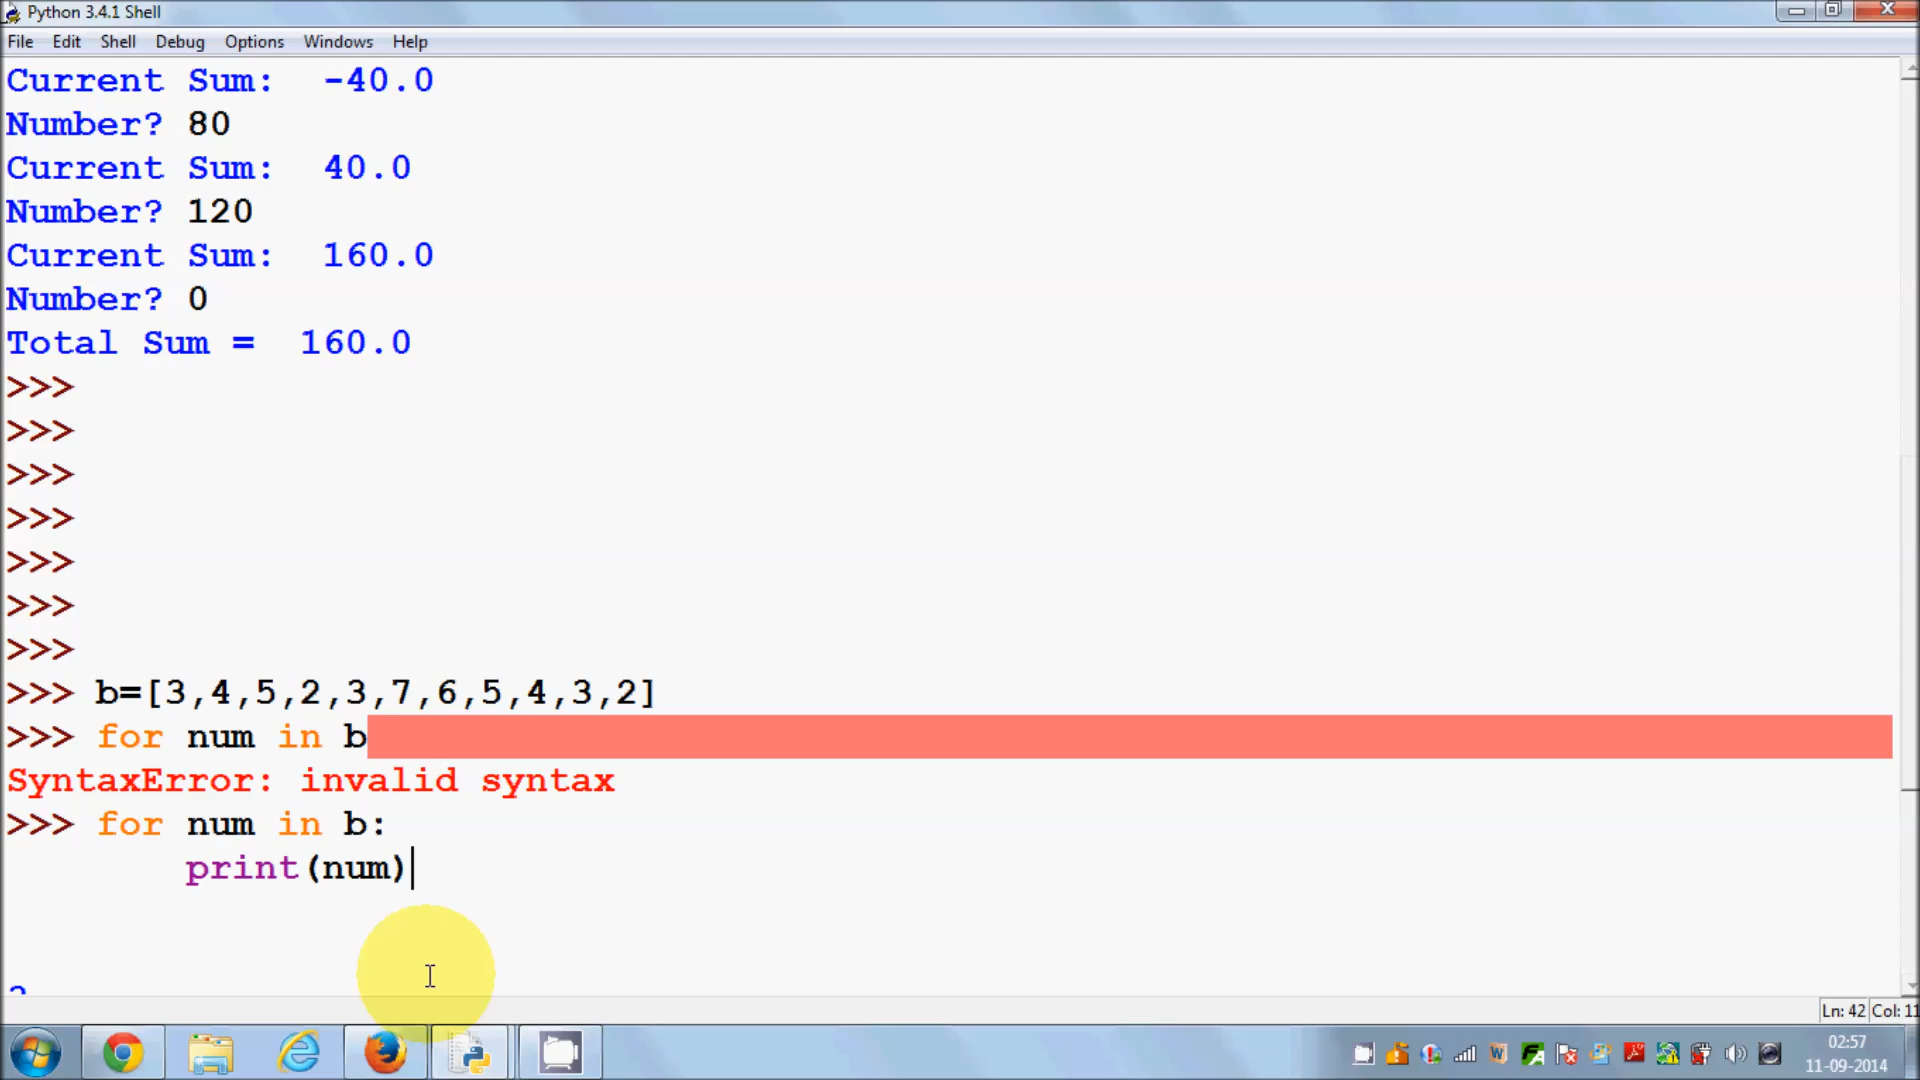 Python 3.4.1 Shell
File Edit Shell Debug Options Windows Help
Current Sum:  -40.0
Number? 80
Current Sum:  40.0
Number? 120
Current Sum:  160.0
Number? 0
Total Sum =  160.0
>>>
>>>
>>>
>>>
>>>
>>>
>>>
>>> b=[3,4,5,2,3,7,6,5,4,3,2]
>>> for num in b
SyntaxError: invalid syntax
>>> for num in b:
print(num)
Ln: 42 Col: 11
02:57
11-09-2014